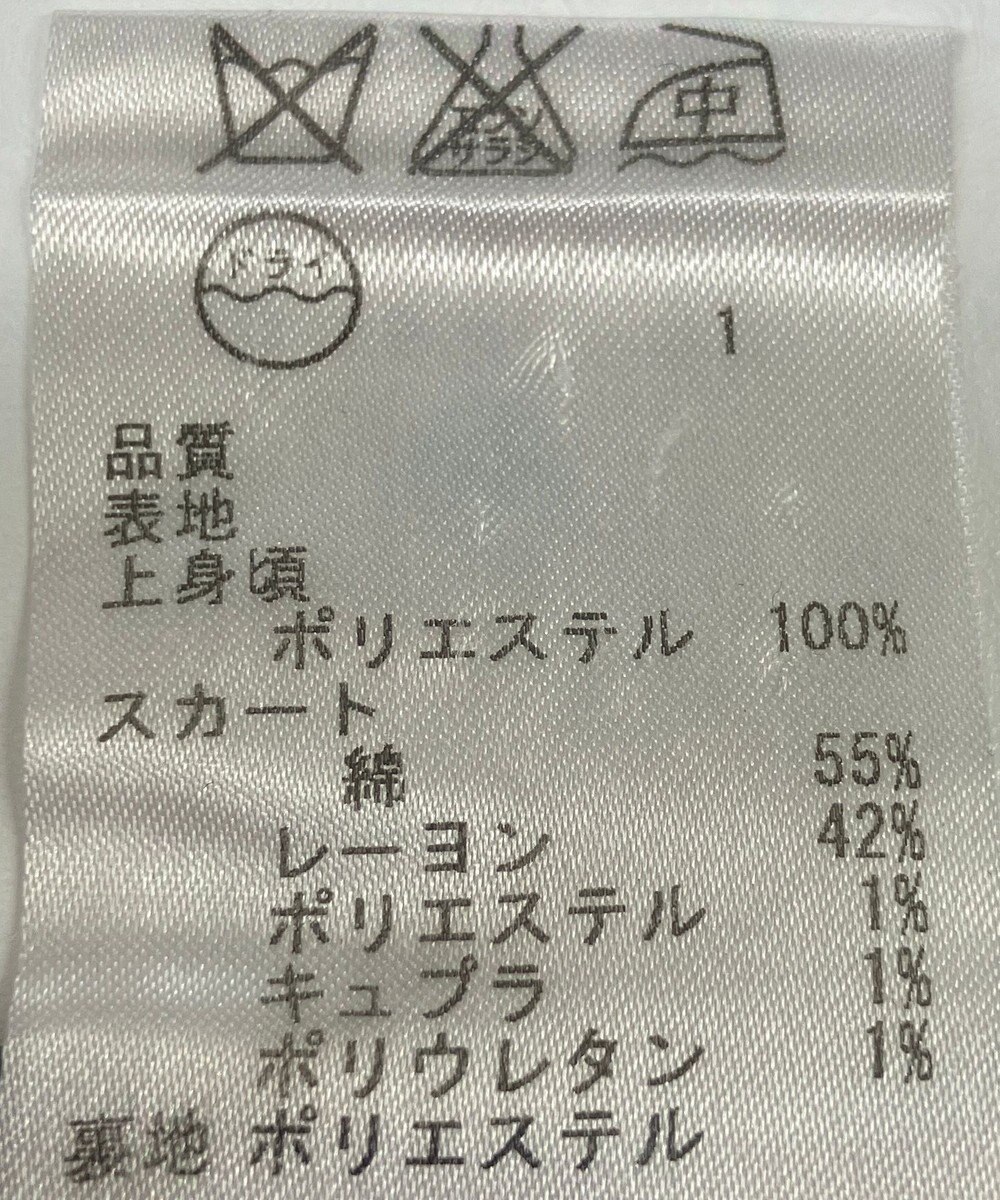 エンソ
サラシ
中
ドライ
1
品質
表地
上身頃
ポリエステル 100%
スカート
綿 55%
レーヨン 42%
ポリエステル 1%
キュプラ 1%
ポリウレタン 1%
裏地 ポリエステル